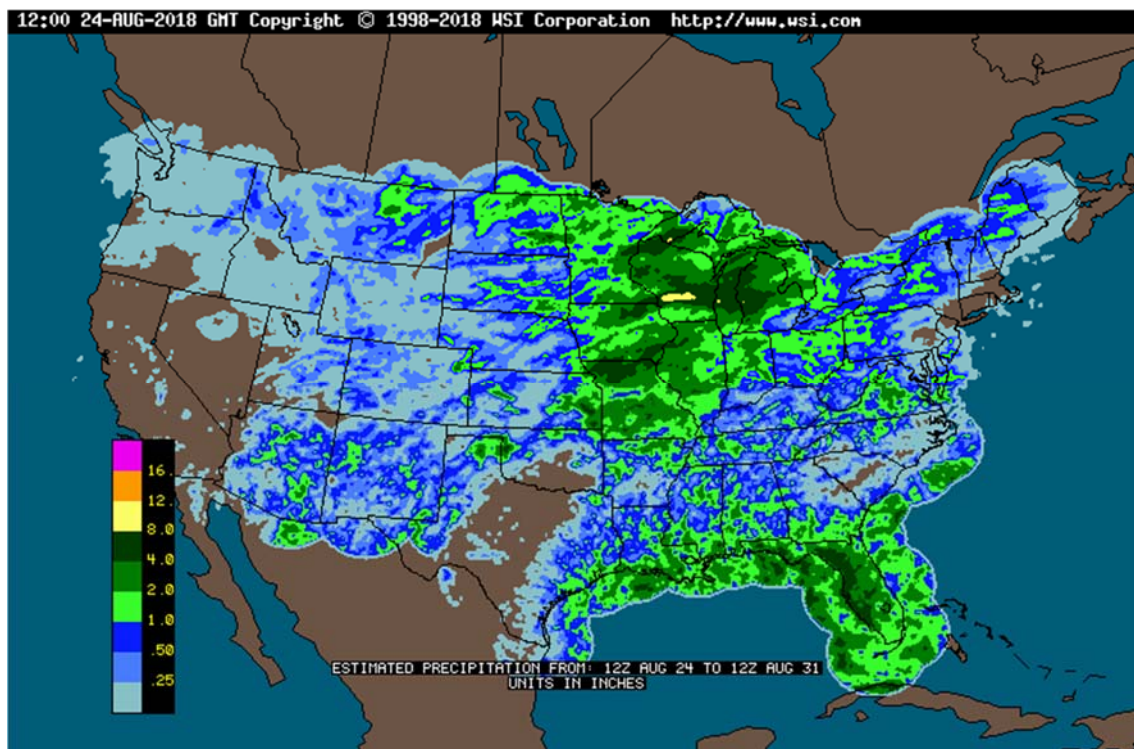 12:00 24-AUG-2018 GMT Copyright © 1998-2018 WSI Corporation http://www.wsi.com
16.
12.
8.0
4.0
2.0
1.0
.50
.25
ESTIMATED PRECIPITATION FROM: 12Z AUG 24 TO 12Z AUG 31
UNITS IN INCHES